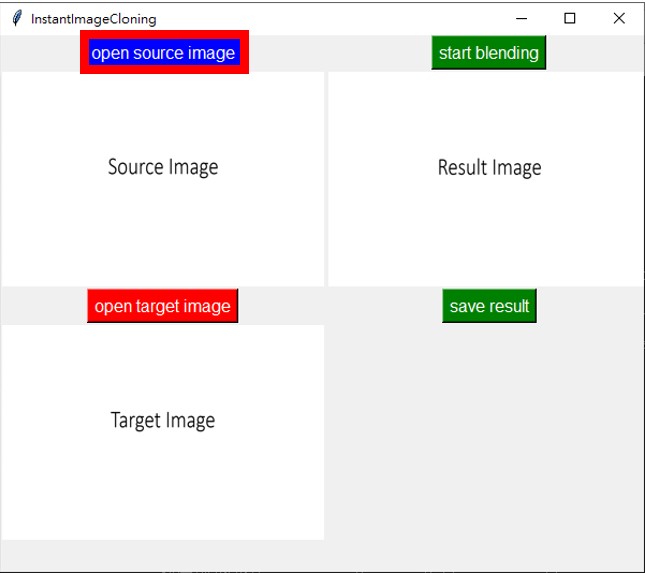 InstantImageCloning
open source image
start blending
Source Image
Result Image
open target image
save result
Target Image